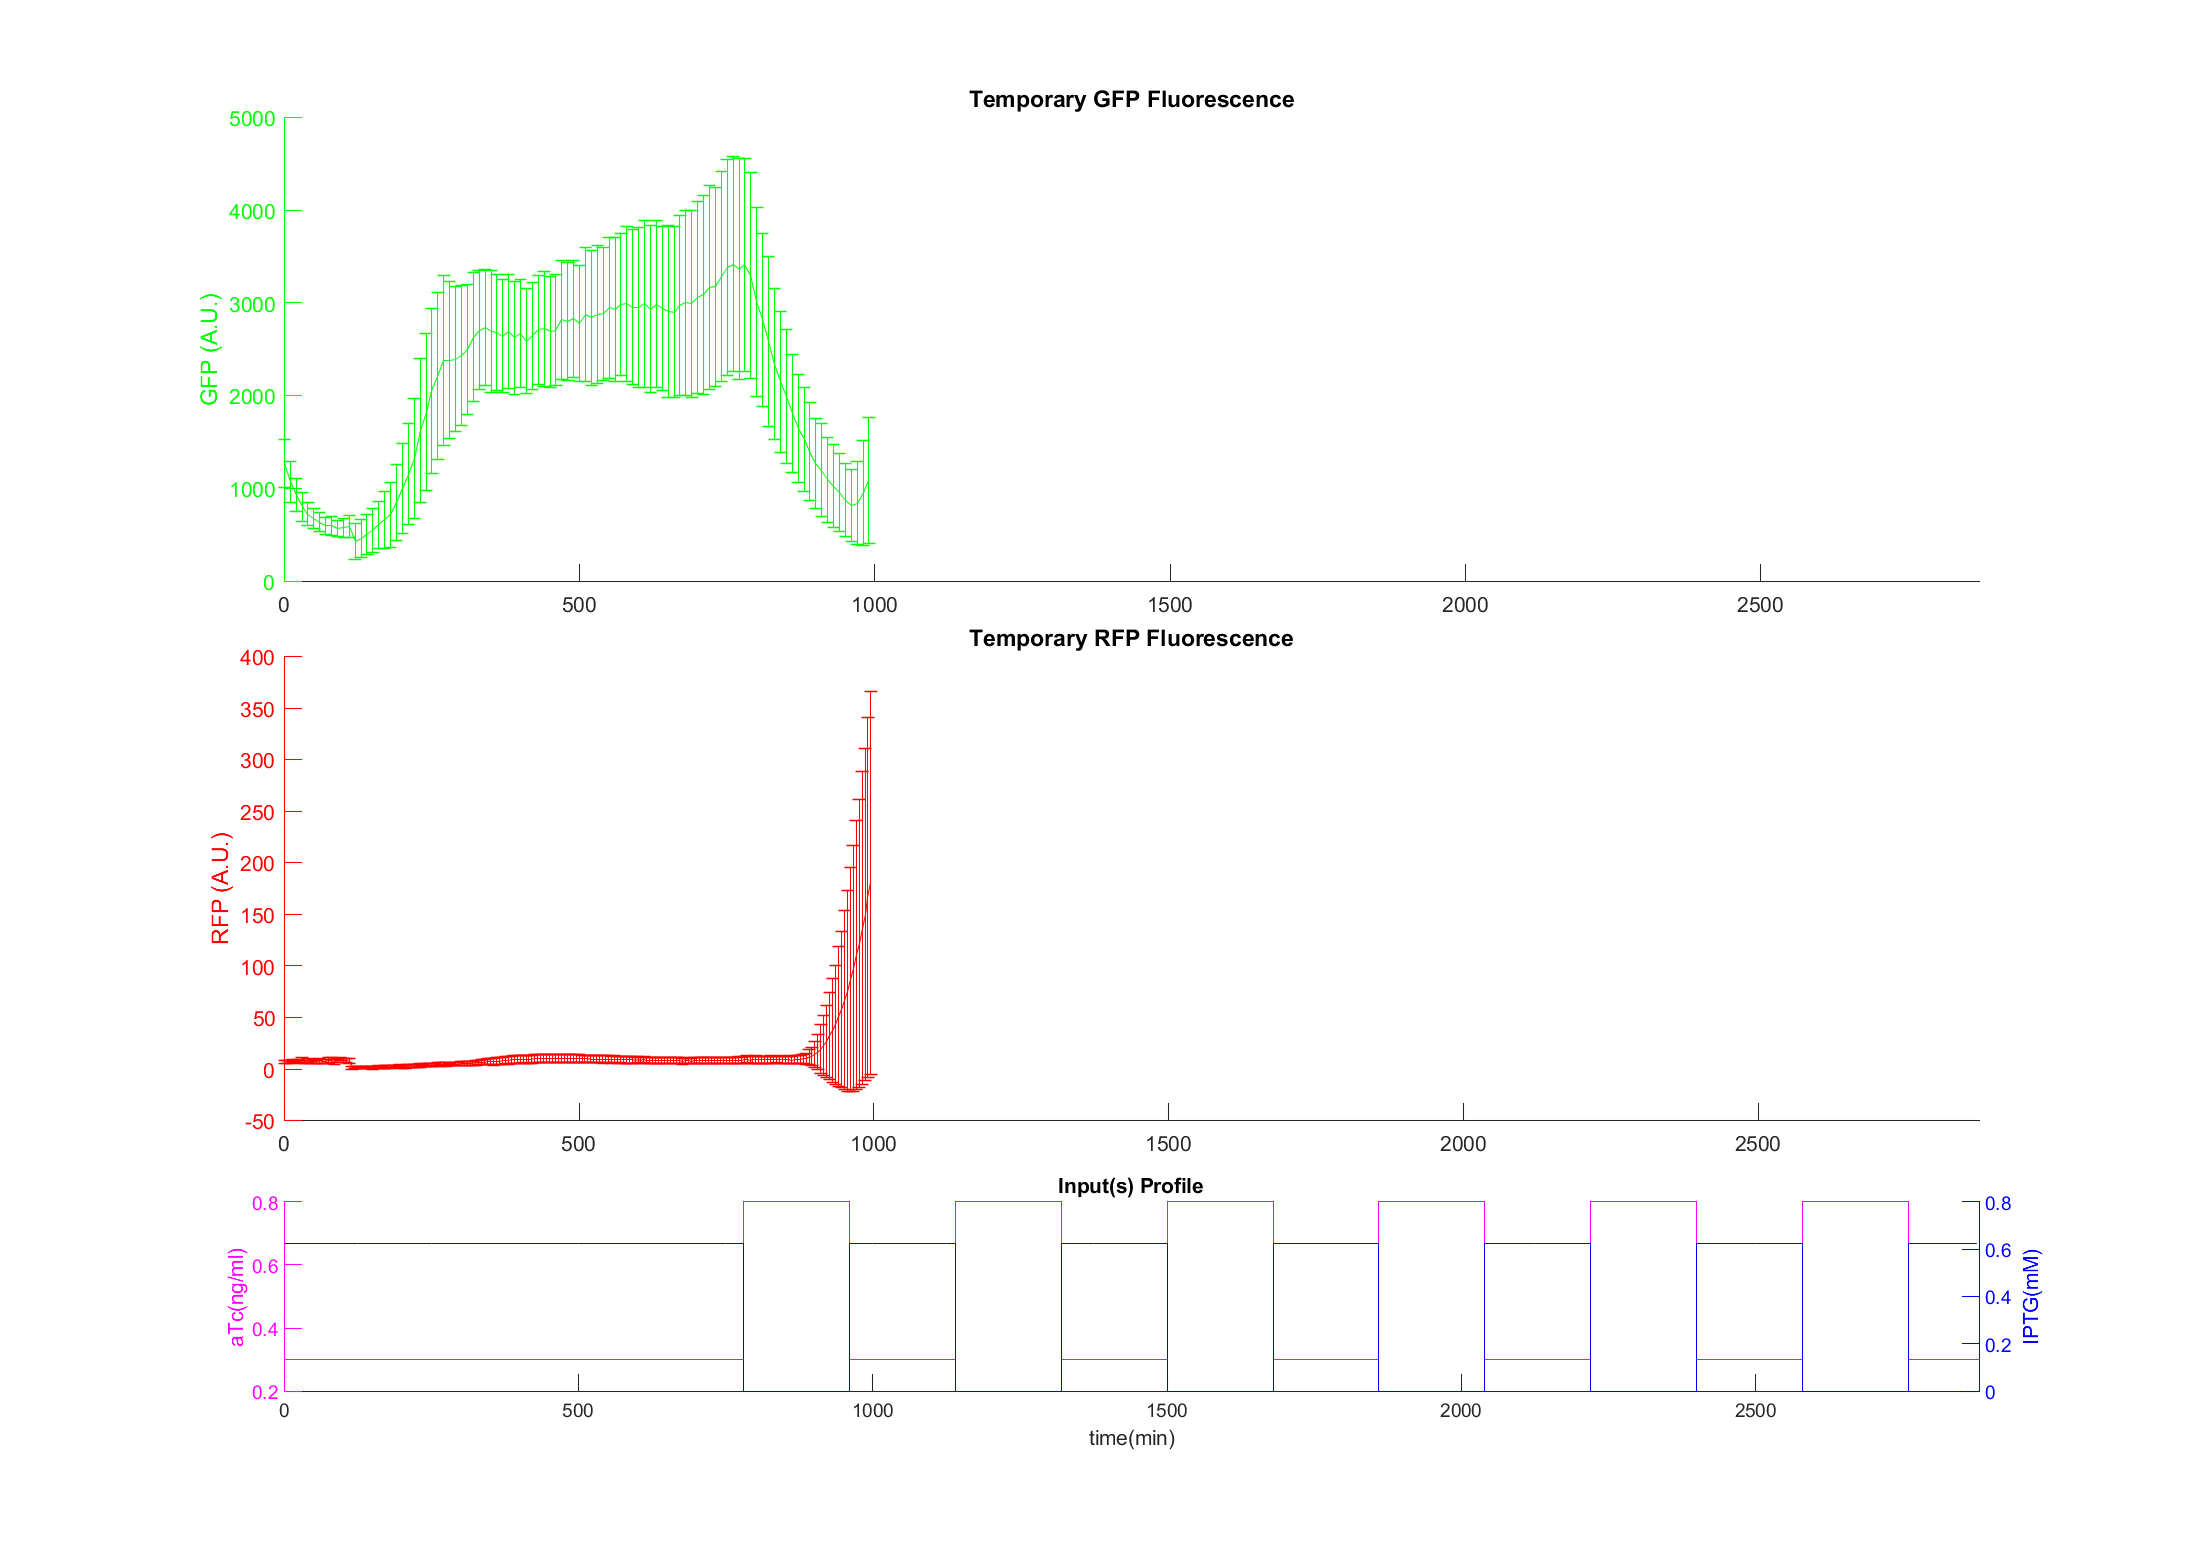 Temporary GFP Fluorescence
5000
4000
3000
2000
1000
0
GFP (A.U.)
0 500 1000 1500 2000 2500
Temporary RFP Fluorescence
400
350
300
250
200
150
100
50
0
-50
RFP (A.U.)
0 500 1000 1500 2000 2500
Input(s) Profile
0.8
0.6
0.4
0.2
aTc(ng/ml)
0.8
0.6
0.4
0.2
0
IPTG(mM)
0 500 1000 1500 2000 2500
time(min)